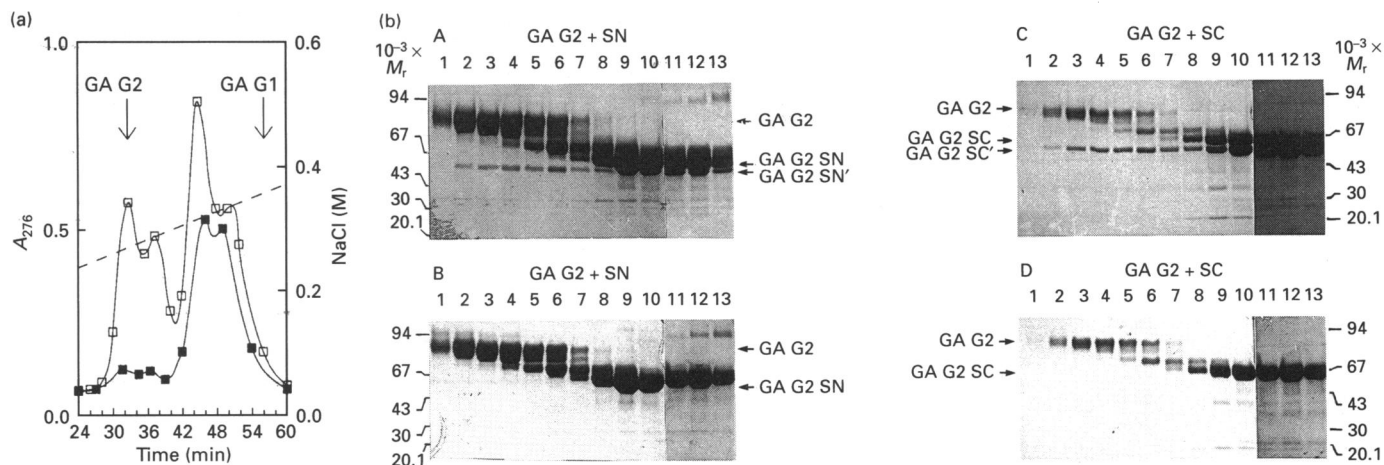 (a)
1.0
0.5
0.0
A276
GA G2
GA G1
0.6
0.4
0.2
0.0
NaCl (M)
24 30 36 42 48 54 60
Time (min)
(b)
A
GA G2 + SN
10⁻³ ×
Mr
1 2 3 4 5 6 7 8 9 10 11 12 13
94
67
43
30
20.1
GA G2
GA G2 SN
GA G2 SN′
B
GA G2 + SN
1 2 3 4 5 6 7 8 9 10 11 12 13
94
67
43
30
20.1
GA G2
GA G2 SN
C
GA G2 + SC
10⁻³ ×
Mr
1 2 3 4 5 6 7 8 9 10 11 12 13
GA G2
GA G2 SC
GA G2 SC′
94
67
43
30
20.1
D
GA G2 + SC
1 2 3 4 5 6 7 8 9 10 11 12 13
GA G2
GA G2 SC
94
67
43
30
20.1